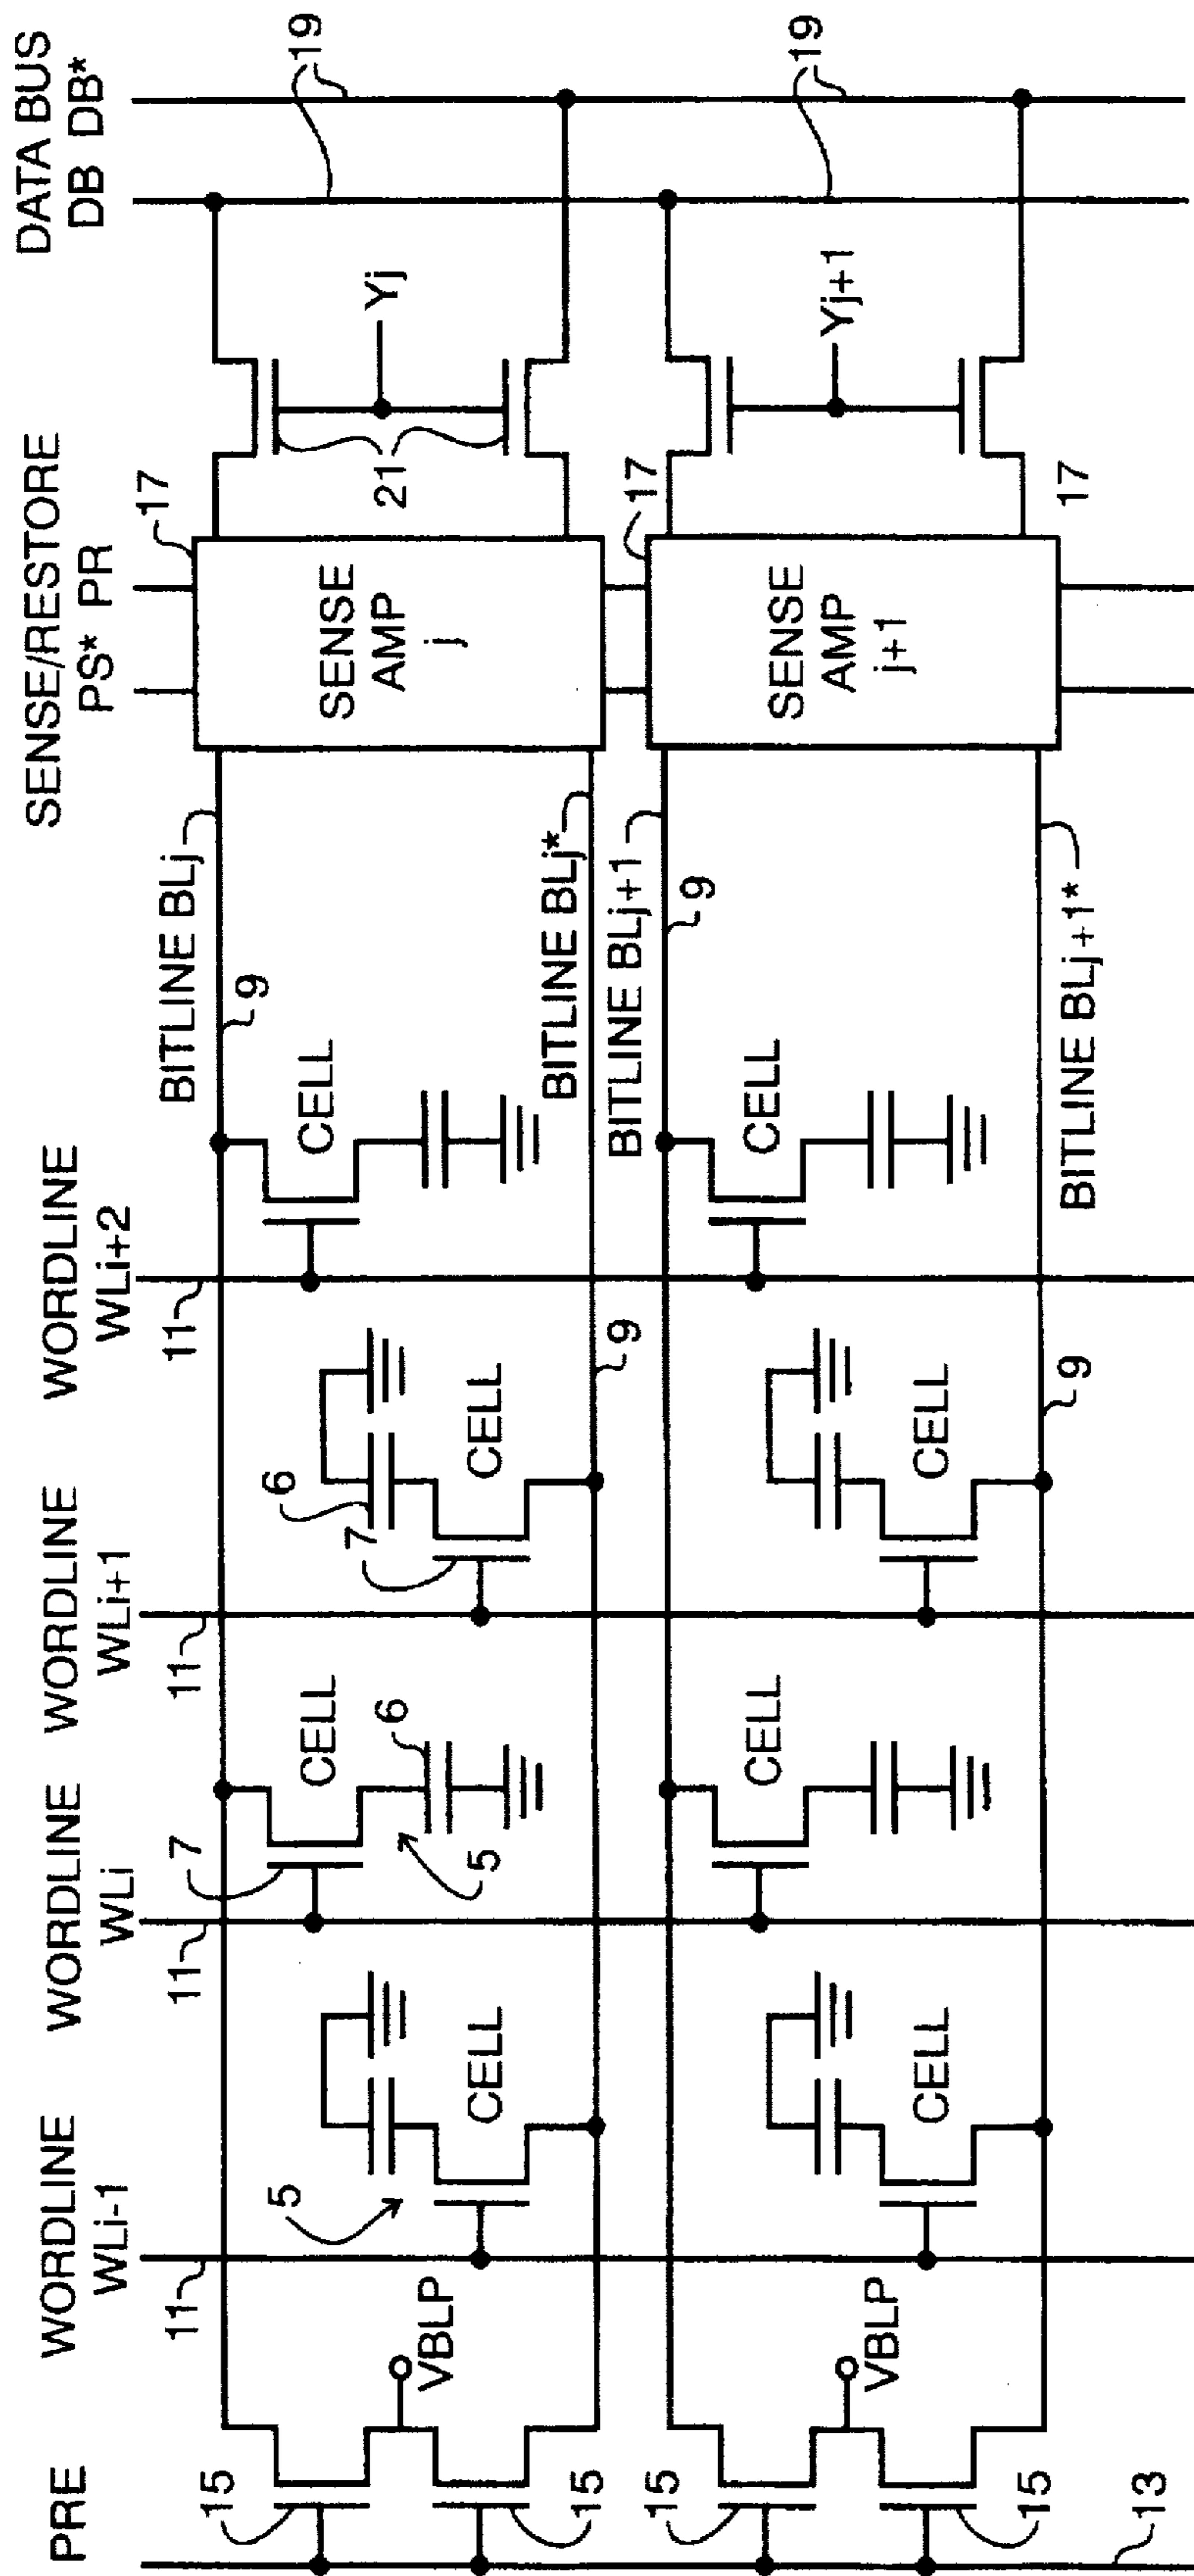 PRE
WORDLINE
WLi-1
WORDLINE
WLi
WORDLINE
WLi+1
WORDLINE
WLi+2
SENSE/RESTORE
PS* PR
DATA BUS
DB DB*
15
15
VBLP
11
5
CELL
11
7
CELL
6
5
11
7
6
CELL
9
11
CELL
9
BITLINE BLj
BITLINE BLj*
17
SENSE
AMP
j
21
Yj
19
15
15
13
VBLP
CELL
CELL
CELL
9
CELL
9
BITLINE BLj+1
BITLINE BLj+1*
17
SENSE
AMP
j+1
17
Yj+1
19